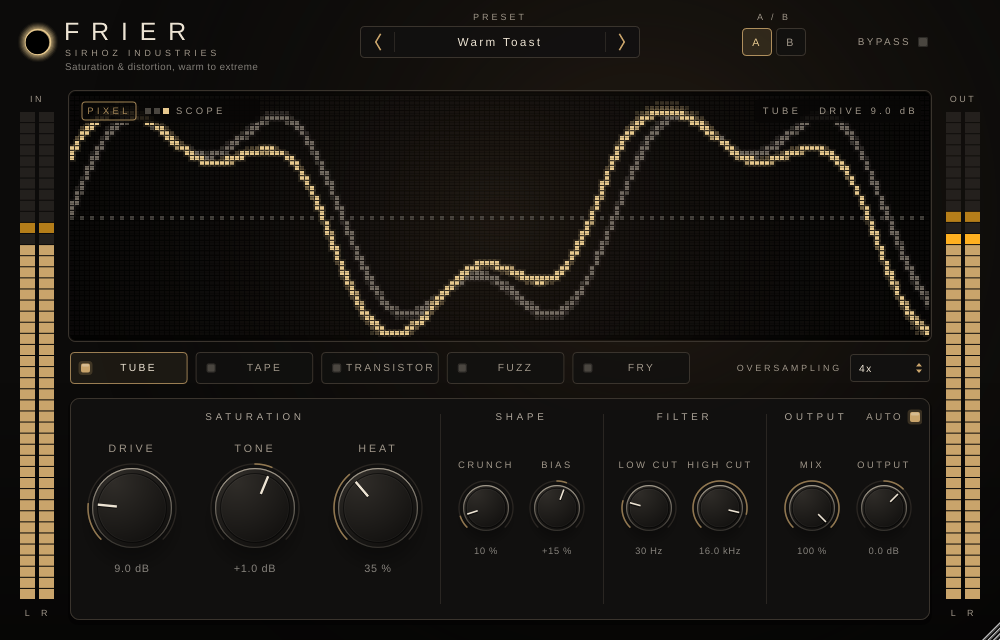 PRESET
A / B
FRIER
SIRHOZ INDUSTRIES
Saturation & distortion, warm to extreme
Warm Toast
A B
BYPASS
IN
OUT
PIXEL SCOPE
TUBE DRIVE 9.0 dB
TUBE TAPE TRANSISTOR FUZZ FRY
OVERSAMPLING 4x
SATURATION SHAPE FILTER OUTPUT AUTO
DRIVE TONE HEAT
CRUNCH BIAS LOW CUT HIGH CUT MIX OUTPUT
10 % +15 % 30 Hz 16.0 kHz 100 % 0.0 dB
9.0 dB +1.0 dB 35 %
L R
L R